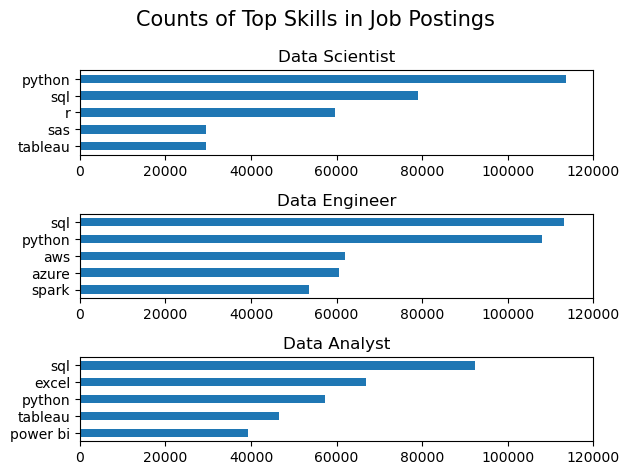 Counts of Top Skills in Job Postings
Data Scientist
python
sql
r
sas
tableau
0 20000 40000 60000 80000 100000 120000
Data Engineer
sql
python
aws
azure
spark
0 20000 40000 60000 80000 100000 120000
Data Analyst
sql
excel
python
tableau
power bi
0 20000 40000 60000 80000 100000 120000